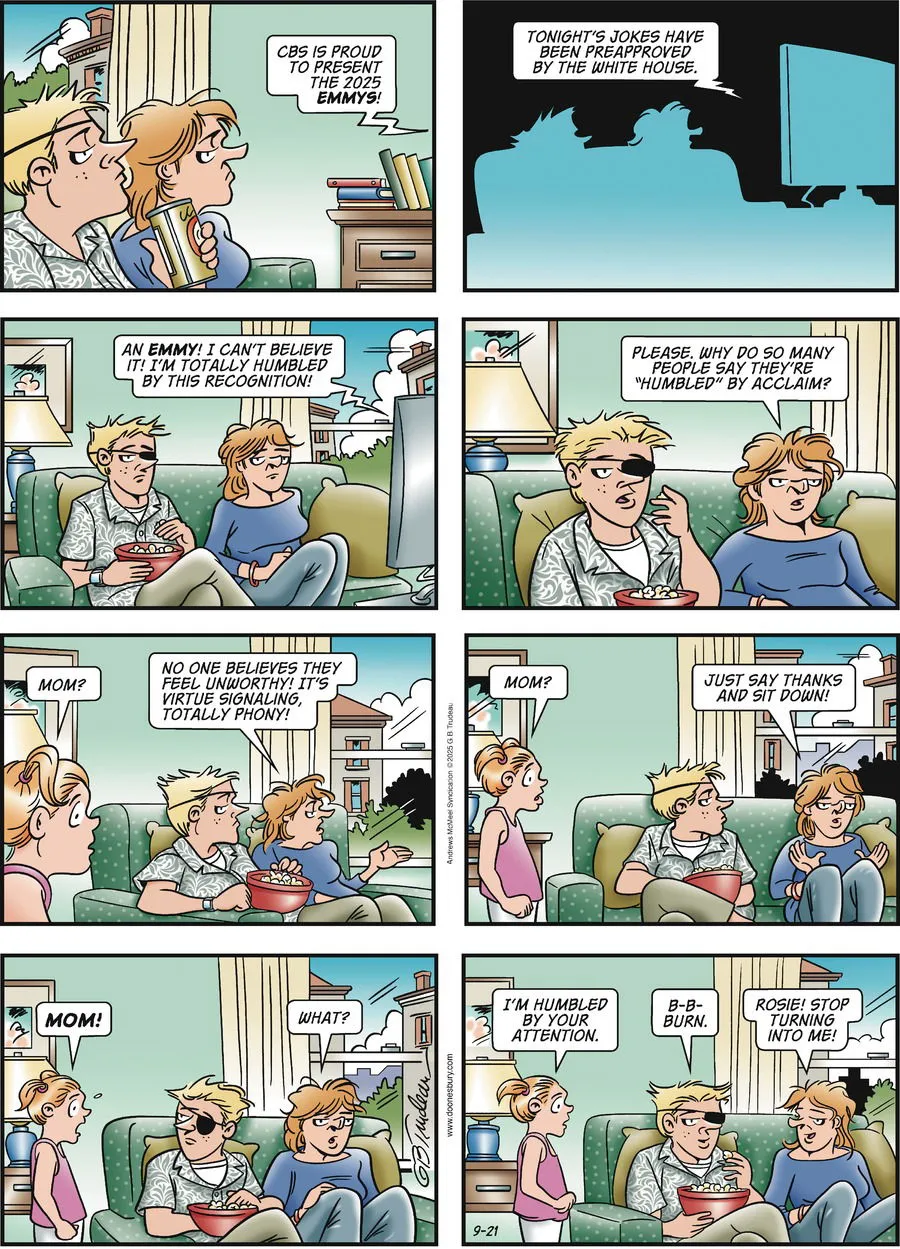 CBS IS PROUD
TO PRESENT
THE 2025
EMMYS!
TONIGHT'S JOKES HAVE
BEEN PREAPPROVED
BY THE WHITE HOUSE.
AN EMMY! I CAN'T BELIEVE
IT! I'M TOTALLY HUMBLED
BY THIS RECOGNITION!
PLEASE. WHY DO SO MANY
PEOPLE SAY THEY'RE
"HUMBLED" BY ACCLAIM?
MOM?
NO ONE BELIEVES THEY
FEEL UNWORTHY! IT'S
VIRTUE SIGNALING,
TOTALLY PHONY!
Andrews McMeel Syndication ©2025 G.B. Trudeau
MOM?
JUST SAY THANKS
AND SIT DOWN!
MOM!
WHAT?
GBTrudeau
www.doonesbury.com
I'M HUMBLED
BY YOUR
ATTENTION.
B-B-
BURN.
ROSIE! STOP
TURNING
INTO ME!
9-21